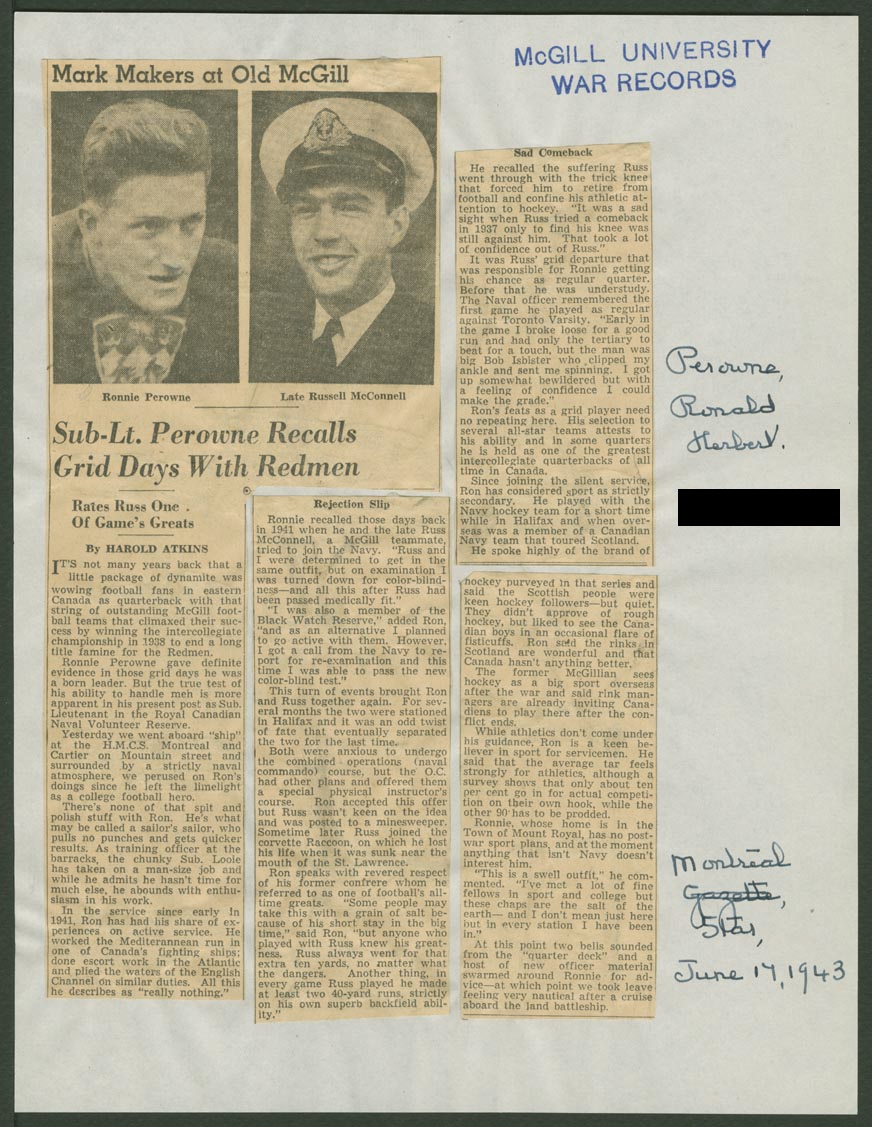 McGILL UNIVERSITY
WAR RECORDS
Mark Makers at Old McGill
Ronnie Perowne
Late Russell McConnell
Sub-Lt. Perowne Recalls
Grid Days With Redmen
Rates Russ One
Of Game's Greats
By HAROLD ATKINS
IT'S not many years back that a
little package of dynamite was
wowing football fans in eastern
Canada as quarterback with that
string of outstanding McGill foot-
ball teams that climaxed their suc-
cess by winning the intercollegiate
championship in 1938 to end a long
title famine for the Redmen.
Ronnie Perowne gave definite
evidence in those grid days he was
a born leader. But the true test of
his ability to handle men is more
apparent in his present post as Sub.
Lieutenant in the Royal Canadian
Naval Volunteer Reserve.
Yesterday we went aboard "ship"
at the H.M.C.S. Montreal and
Cartier on Mountain street and
surrounded by a strictly naval
atmosphere, we perused on Ron's
doings since he left the limelight
as a college football hero.
There's none of that spit and
polish stuff with Ron. He's what
may be called a sailor's sailor, who
pulls no punches and gets quicker
results. As training officer at the
barracks, the chunky Sub. Loole
has taken on a man-size job and
while he admits he hasn't time for
much else, he abounds with enthu-
siasm in his work.
In the service since early in
1941, Ron has had his share of ex-
periences on active service. He
worked the Mediterannean run in
one of Canada's fighting ships;
done escort work in the Atlantic
and plied the waters of the English
Channel on similar duties. All this
he describes as "really nothing."
Rejection Slip
Ronnie recalled those days back
in 1941 when he and the late Russ
McConnell, a McGill teammate,
tried to join the Navy. "Russ and
I were determined to get in the
same outfit, but on examination I
was turned down for color-blind-
ness—and all this after Russ had
been passed medically fit."
"I was also a member of the
Black Watch Reserve," added Ron,
"and as an alternative I planned
to go active with them. However,
I got a call from the Navy to re-
port for re-examination and this
time I was able to pass the new
color-blind test."
This turn of events brought Ron
and Russ together again. For sev-
eral months the two were stationed
in Halifax and it was an odd twist
of fate that eventually separated
the two for the last time.
Both were anxious to undergo
the combined operations (naval
commando) course, but the O.C.
had other plans and offered them
a special physical instructor's
course. Ron accepted this offer
but Russ wasn't keen on the idea
and was posted to a minesweeper.
Sometime later Russ joined the
corvette Raccoon, on which he lost
his life when it was sunk near the
mouth of the St. Lawrence.
Ron speaks with revered respect
of his former confrere whom he
referred to as one of football's all-
time greats. "Some people may
take this with a grain of salt be-
cause of his short stay in the big
time," said Ron, "but anyone who
played with Russ knew his great-
ness. Russ always went for that
extra ten yards, no matter what
the dangers. Another thing, in
every game Russ played he made
at least two 40-yard runs, strictly
on his own superb backfield abil-
ity."
Sad Comeback
He recalled the suffering Russ
went through with the trick knee
that forced him to retire from
football and confine his athletic at-
tention to hockey. "It was a sad
sight when Russ tried a comeback
in 1937 only to find his knee was
still against him. That took a lot
of confidence out of Russ."
It was Russ' grid departure that
was responsible for Ronnie getting
his chance as regular quarter.
Before that he was understudy.
The Naval officer remembered the
first game he played as regular
against Toronto Varsity. "Early in
the game I broke loose for a good
run and had only the tertiary to
beat for a touch, but the man was
big Bob Isbister who clipped my
ankle and sent me spinning. I got
up somewhat bewildered but with
a feeling of confidence I could
make the grade."
Ron's feats as a grid player need
no repeating here. His selection to
several all-star teams attests to
his ability and in some quarters
he is held as one of the greatest
intercollegiate quarterbacks of all
time in Canada.
Since joining the silent service,
Ron has considered sport as strictly
secondary. He played with the
Navy hockey team for a short time
while in Halifax and when over-
seas was a member of a Canadian
Navy team that toured Scotland.
He spoke highly of the brand of
hockey purveyed in that series and
said the Scottish people were
keen hockey followers—but quiet.
They didn't approve of rough
hockey, but liked to see the Cana-
dian boys in an occasional flare of
fisticuffs. Ron said the rinks in
Scotland are wonderful and that
Canada hasn't anything better.
The former McGillian sees
hockey as a big sport overseas
after the war and said rink man-
agers are already inviting Cana-
dians to play there after the con-
flict ends.
While athletics don't come under
his guidance, Ron is a keen be-
liever in sport for servicemen. He
said that the average tar feels
strongly for athletics, although a
survey shows that only about ten
per cent go in for actual competi-
tion on their own hook, while the
other 90 has to be prodded.
Ronnie, whose home is in the
Town of Mount Royal, has no post-
war sport plans, and at the moment
anything that isn't Navy doesn't
interest him.
"This is a swell outfit," he com-
mented. "I've met a lot of fine
fellows in sport and college but
these chaps are the salt of the
earth—and I don't mean just here
but in every station I have been
in."
At this point two bells sounded
from the "quarter deck" and a
host of new officer material
swarmed around Ronnie for ad-
vice—at which point we took leave
feeling very nautical after a cruise
aboard the land battleship.
Perowne,
Ronald
Herbert.
Montreal
Gazette,
Star,
June 17, 1943